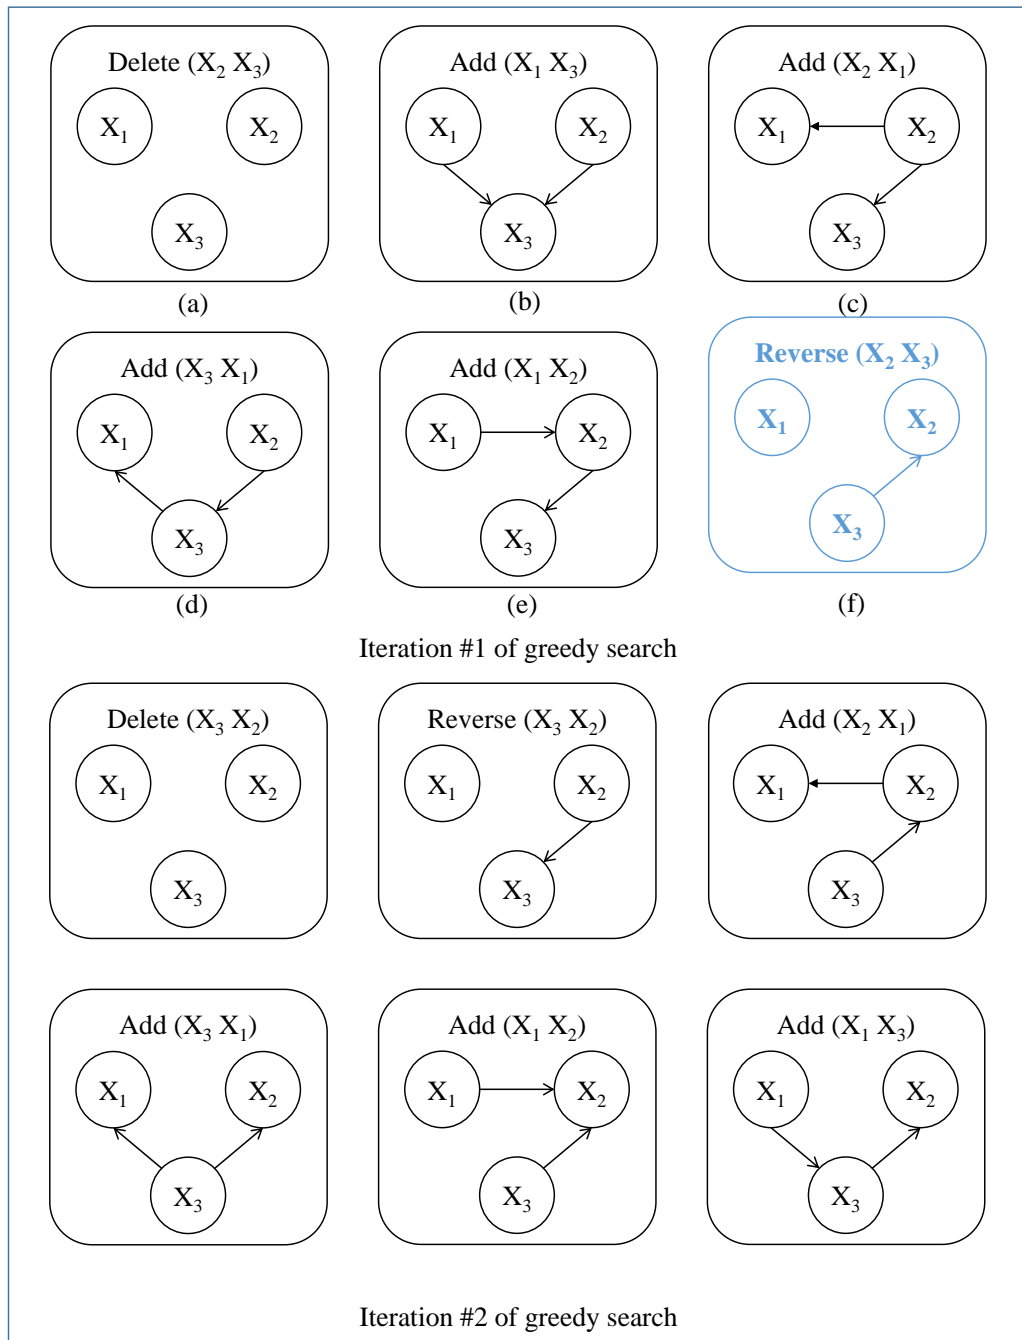 Delete (X₂ X₃)
X₁
X₂
X₃
(a)
Add (X₁ X₃)
X₁
X₂
X₃
(b)
Add (X₂ X₁)
X₁
X₂
X₃
(c)
Add (X₃ X₁)
X₁
X₂
X₃
(d)
Add (X₁ X₂)
X₁
X₂
X₃
(e)
Reverse (X₂ X₃)
X₁
X₂
X₃
(f)
Iteration #1 of greedy search
Delete (X₃ X₂)
X₁
X₂
X₃
Reverse (X₃ X₂)
X₁
X₂
X₃
Add (X₂ X₁)
X₁
X₂
X₃
Add (X₃ X₁)
X₁
X₂
X₃
Add (X₁ X₂)
X₁
X₂
X₃
Add (X₁ X₃)
X₁
X₂
X₃
Iteration #2 of greedy search